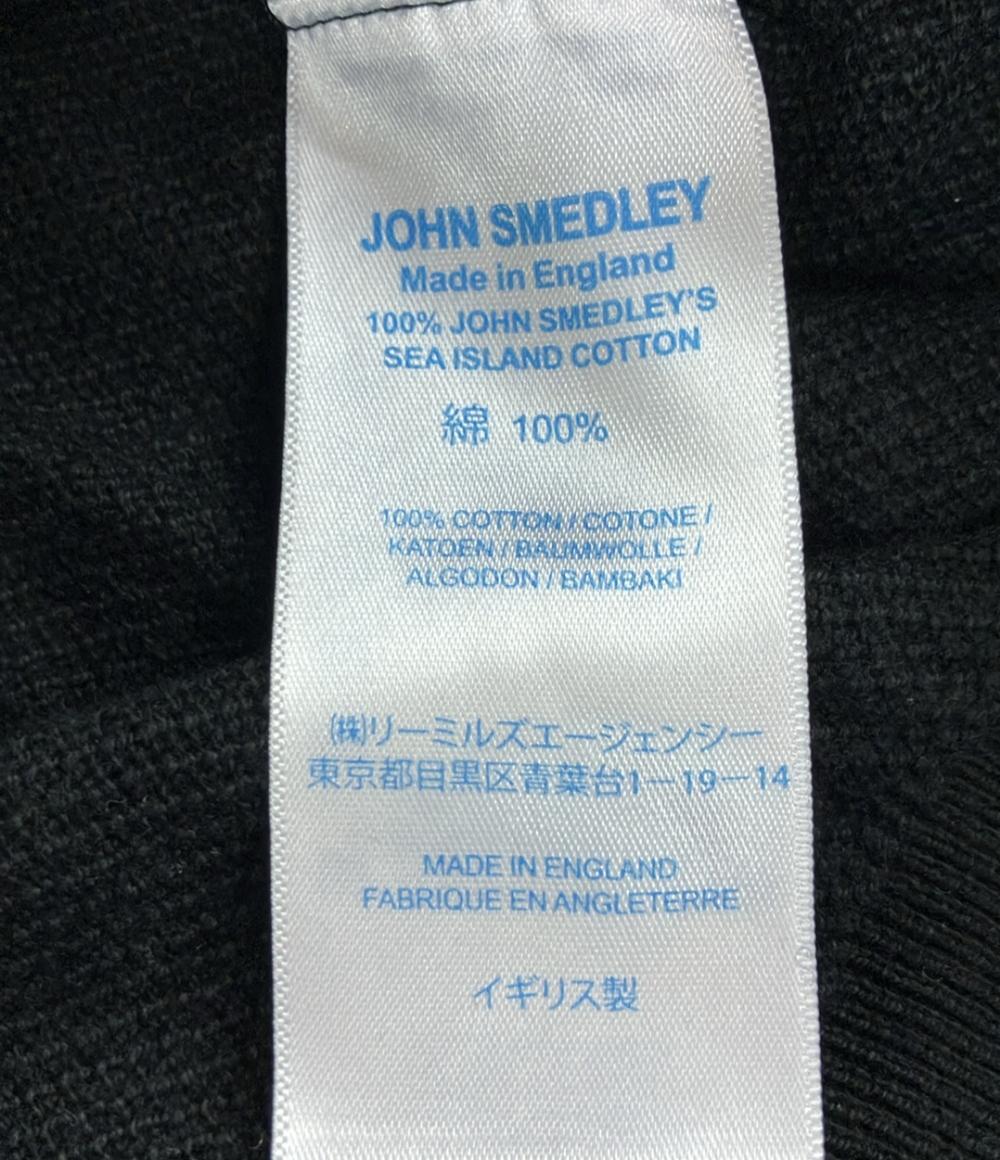 JOHN SMEDLEY
Made in England
100% JOHN SMEDLEY'S
SEA ISLAND COTTON
綿 100%
100% COTTON / COTONE /
KATOEN / BAUMWOLLE /
ALGODON / BAMBAKI
㈱リーミルズエージェンシー
東京都目黒区青葉台1-19-14
MADE IN ENGLAND
FABRIQUE EN ANGLETERRE
イギリス製